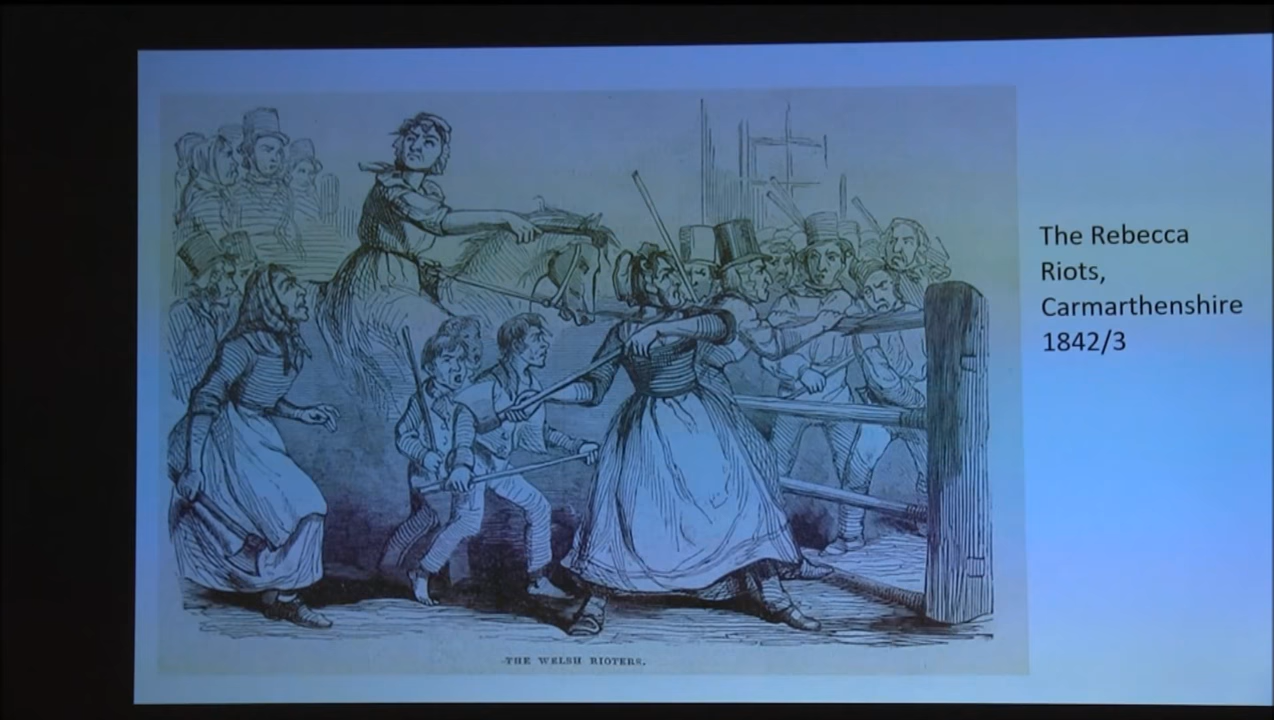 The Rebecca
Riots,
Carmarthenshire
1842/3
THE WELSH RIOTERS.